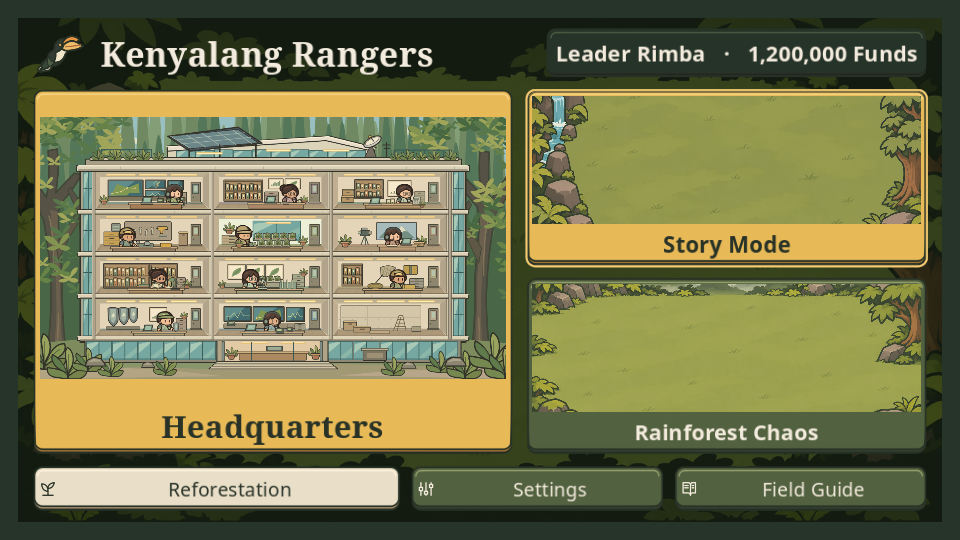 Kenyalang Rangers
Leader Rimba · 1,200,000 Funds
Headquarters
Story Mode
Rainforest Chaos
Reforestation
Settings
Field Guide